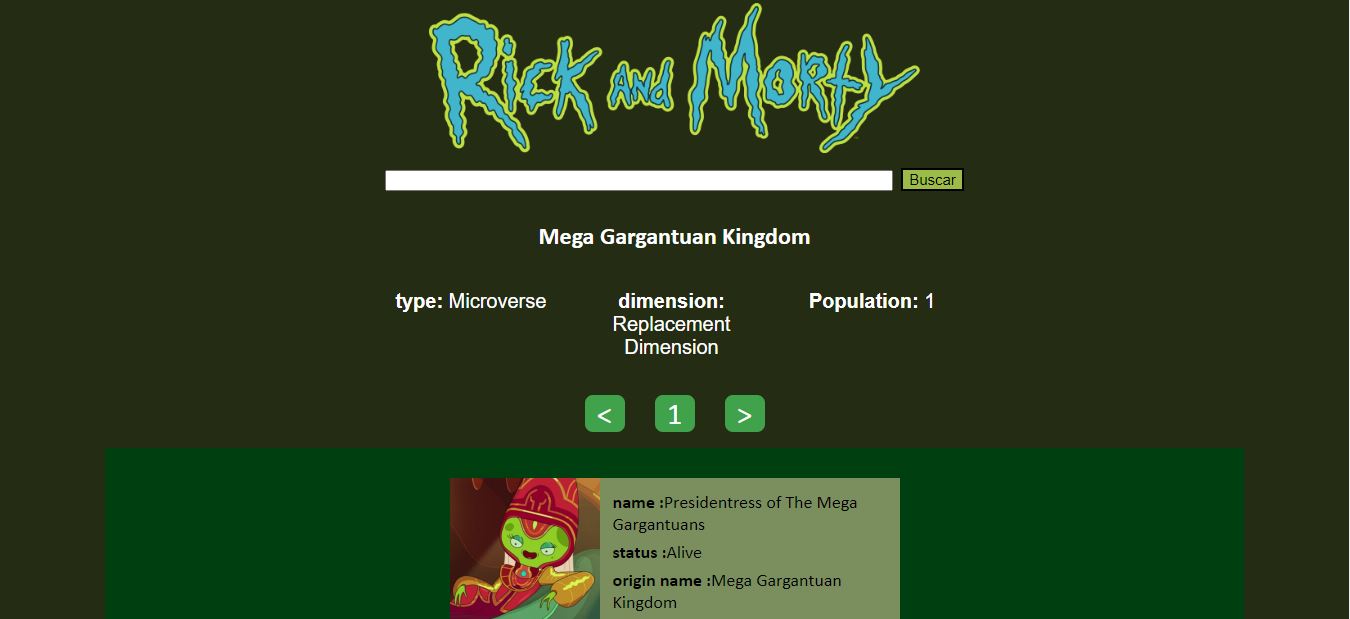 Rick and Morty
Buscar
Mega Gargantuan Kingdom
type: Microverse
dimension:
Replacement
Dimension
Population: 1
< 1 >
name :Presidentress of The Mega
Gargantuans
status :Alive
origin name :Mega Gargantuan
Kingdom